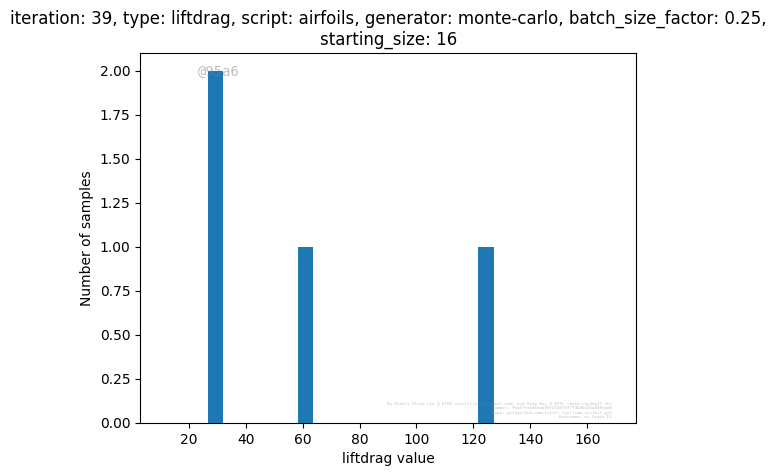 iteration: 39, type: liftdrag, script: airfoils, generator: monte-carlo, batch_size_factor: 0.25,
starting_size: 16
@95a6
2.00
1.75
1.50
1.25
1.00
0.75
0.50
0.25
0.00
Number of samples
20 40 60 80 100 120 140 160
liftdrag value